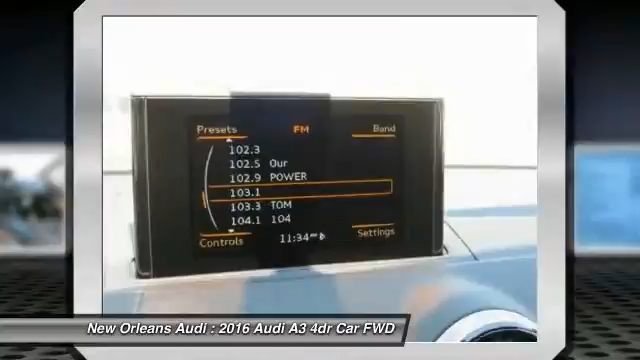 Presets FM Band
102.3
102.5 Our
102.9 POWER
103.1
103.3 TOM
104.1 104
Controls 11:34 Settings
New Orleans Audi : 2016 Audi A3 4dr Car FWD